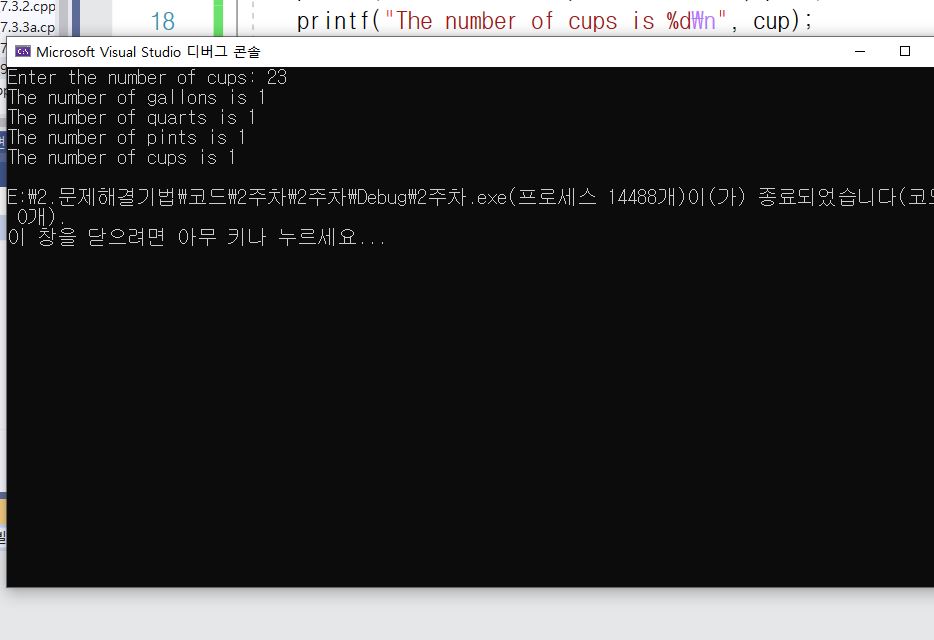 7.3.2.cpp
7.3.3a.cpp
18 printf("The number of cups is %d₩n", cup);
Microsoft Visual Studio 디버그 콘솔
Enter the number of cups: 23
The number of gallons is 1
The number of quarts is 1
The number of pints is 1
The number of cups is 1
E:₩2.문제해결기법₩코드₩2주차₩2주차₩Debug₩2주차.exe(프로세스 14488개)이(가) 종료되었습니다(코드
0개).
이 창을 닫으려면 아무 키나 누르세요...